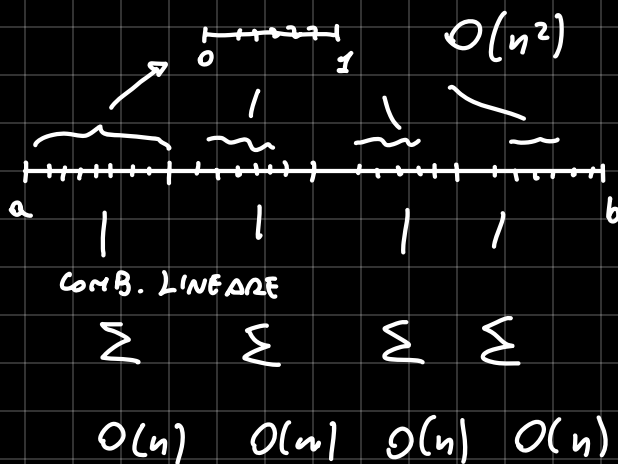 0 1 O(n²)
a b
COMB. LINEARE
Σ Σ Σ Σ
O(n) O(n) O(n) O(n)